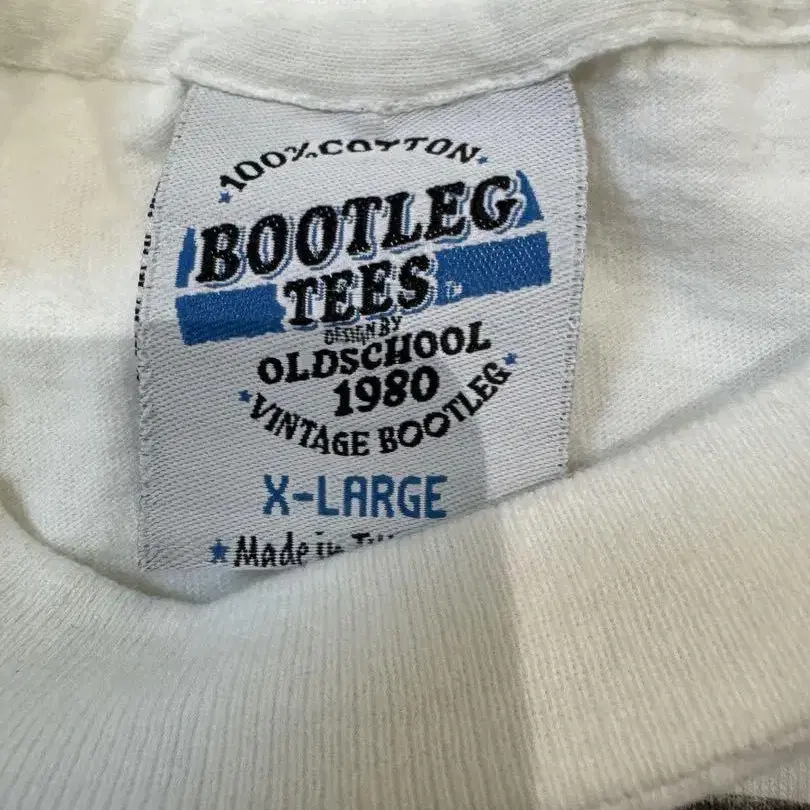 ★100%COTTON★
BOOTLEG
TEES
DESIGN BY
OLDSCHOOL
1980
★VINTAGE BOOTLEG★
X-LARGE
★Made in